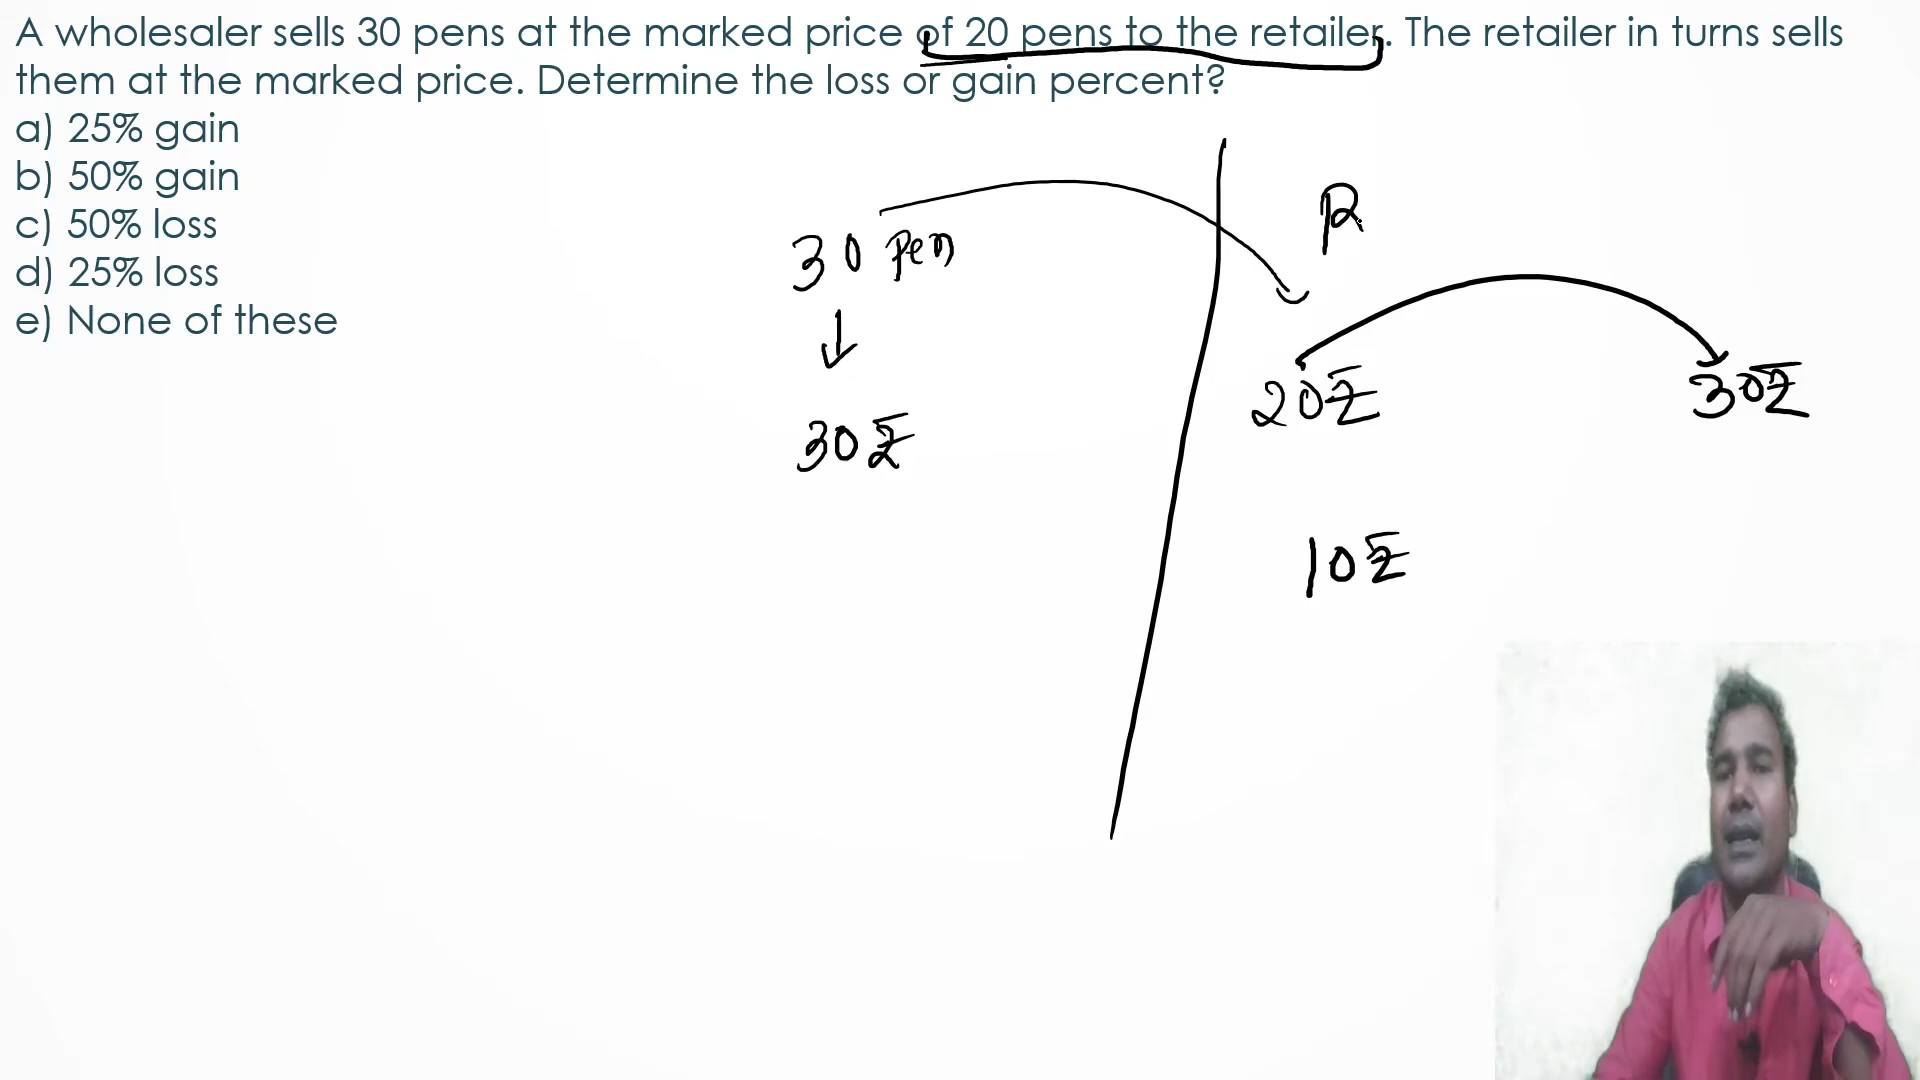 A wholesaler sells 30 pens at the marked price of 20 pens to the retailer. The retailer in turns sells
them at the marked price. Determine the loss or gain percent?
a) 25% gain
b) 50% gain
c) 50% loss
d) 25% loss
e) None of these
30 Pen
R
↓
20₹
30₹
30₹
10₹